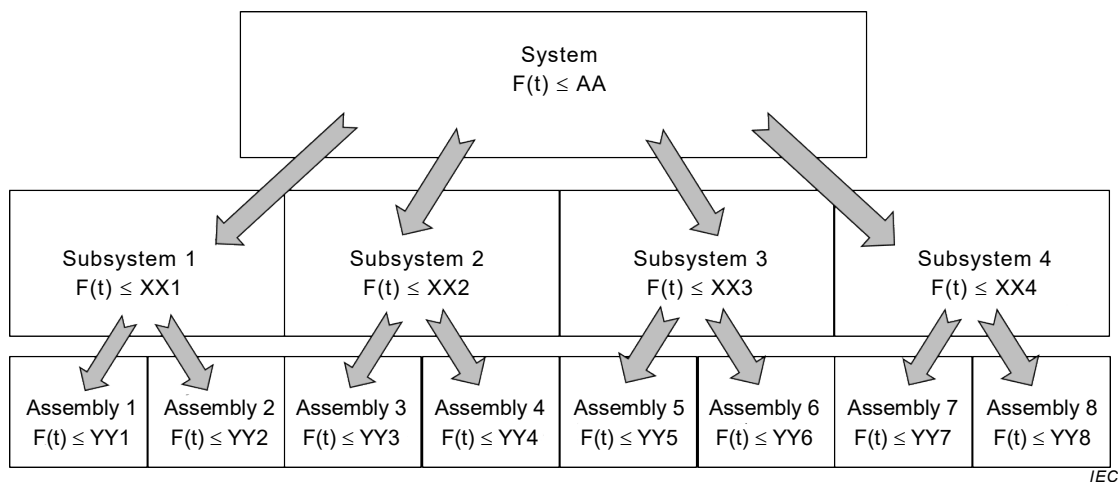 System
F(t) ≤ AA
Subsystem 1
F(t) ≤ XX1
Subsystem 2
F(t) ≤ XX2
Subsystem 3
F(t) ≤ XX3
Subsystem 4
F(t) ≤ XX4
Assembly 1
F(t) ≤ YY1
Assembly 2
F(t) ≤ YY2
Assembly 3
F(t) ≤ YY3
Assembly 4
F(t) ≤ YY4
Assembly 5
F(t) ≤ YY5
Assembly 6
F(t) ≤ YY6
Assembly 7
F(t) ≤ YY7
Assembly 8
F(t) ≤ YY8
IEC